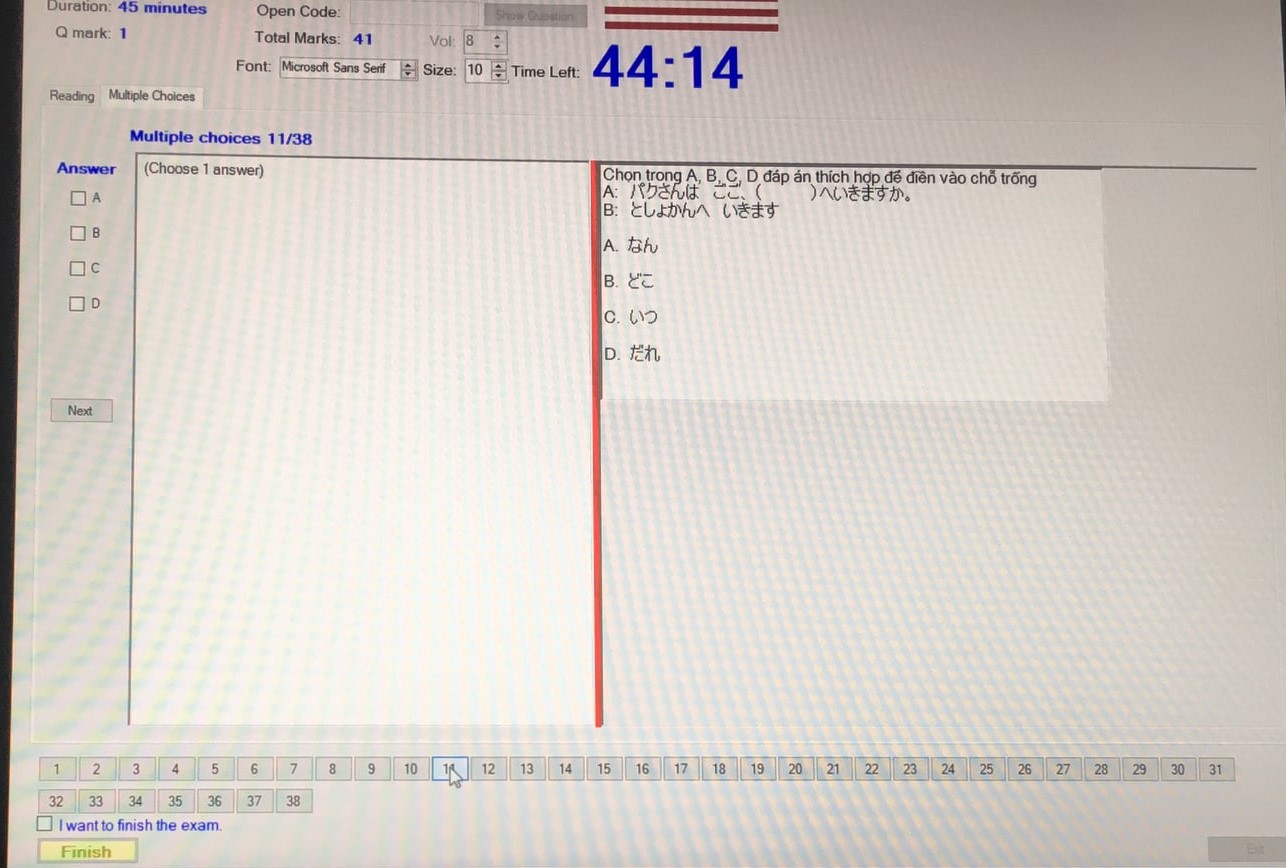 Duration: 45 minutes
Open Code:
Show Question
Q mark: 1
Total Marks: 41
Vol: 8
Font: Microsoft Sans Serif
Size: 10
Time Left: 44:14
Reading
Multiple Choices
Multiple choices 11/38
Answer
(Choose 1 answer)
A
B
C
D
Next
Chọn trong A, B, C, D đáp án thích hợp để điền vào chỗ trống
A: パクさんは ごご、( )へいきますか。
B: としょかんへ いきます
A. なん
B. どこ
C. いつ
D. だれ
1 2 3 4 5 6 7 8 9 10 11 12 13 14 15 16 17 18 19 20 21 22 23 24 25 26 27 28 29 30 31
32 33 34 35 36 37 38
I want to finish the exam.
Finish
Exit